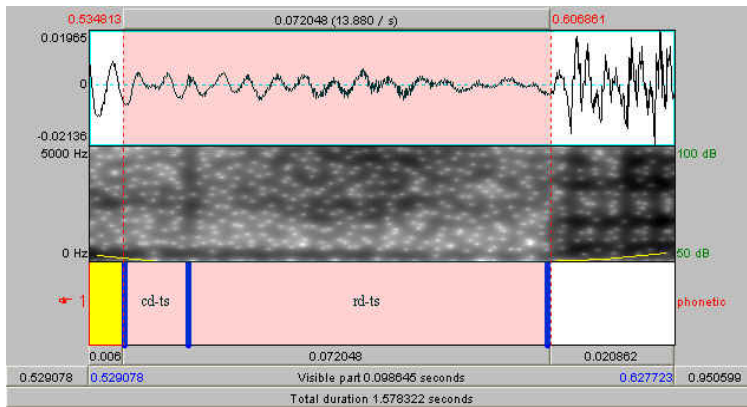 0.534813 0.072048 (13.880 / s) 0.606861
0.01965
0
-0.02136
5000 Hz 100 dB
0 Hz 50 dB
cd-ts rd-ts
1 phonetic
0.006 0.072048 0.020862
0.529078 0.529078 Visible part 0.098645 seconds 0.627723 0.950599
Total duration 1.578322 seconds